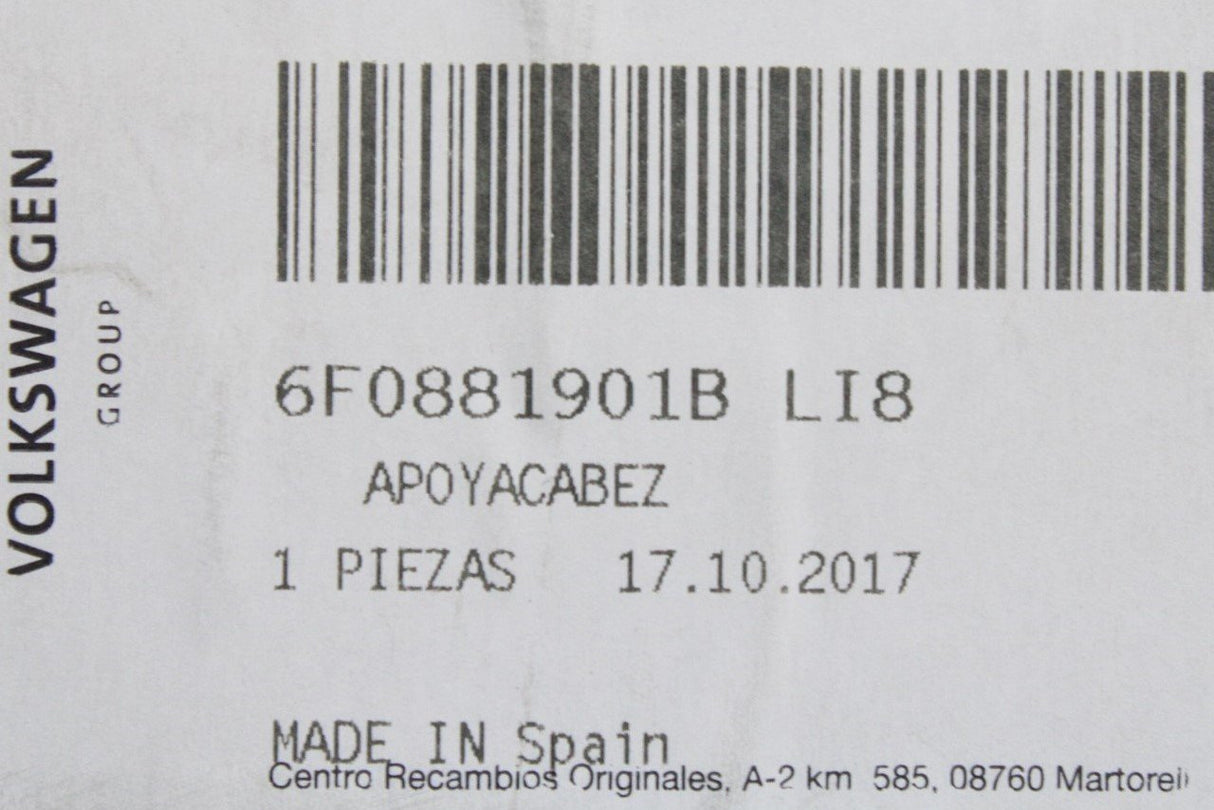 VOLKSWAGEN
GROUP
6F0881901B LI8
APOYACABEZ
1 PIEZAS 17.10.2017
MADE IN Spain
Centro Recambios Originales, A-2 km 585, 08760